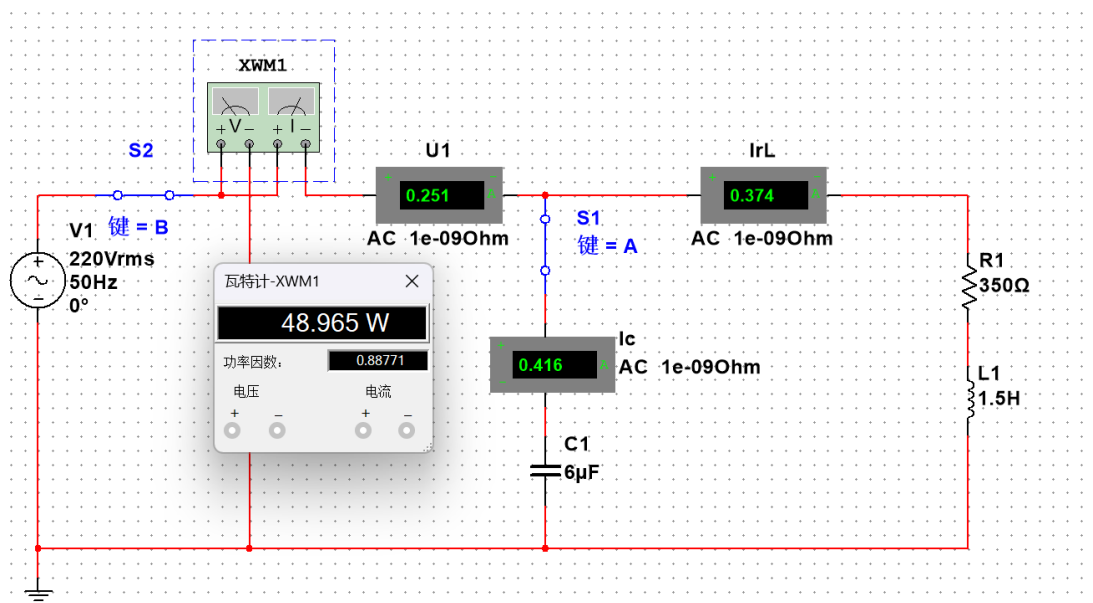 XWM1
V I
+ - + -
S2
键 = B
U1
0.251
A
AC 1e-09Ohm
IrL
0.374
A
AC 1e-09Ohm
S1
键 = A
V1
220Vrms
50Hz
0°
R1
350Ω
瓦特计-XWM1
48.965 W
功率因数:
0.88771
电压
电流
+ - + -
Ic
0.416
A
AC 1e-09Ohm
L1
1.5H
C1
6µF